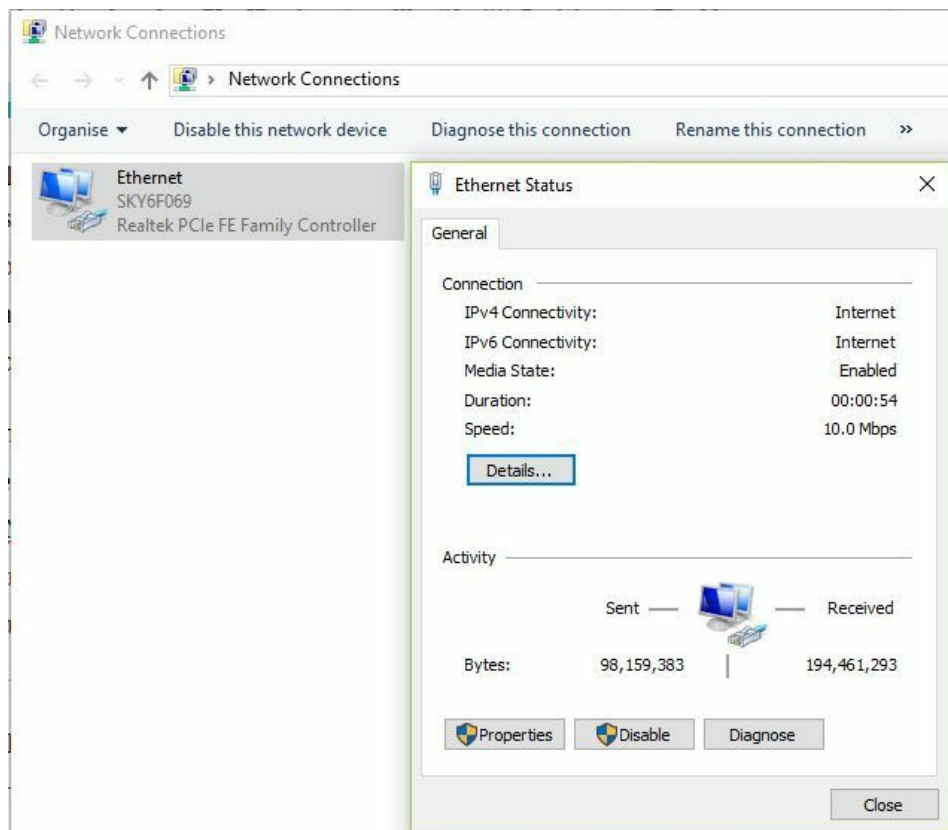 Network Connections
Network Connections
Organise Disable this network device Diagnose this connection Rename this connection »
Ethernet
SKY6F069
Realtek PCIe FE Family Controller
Ethernet Status
General
Connection
IPv4 Connectivity: Internet
IPv6 Connectivity: Internet
Media State: Enabled
Duration: 00:00:54
Speed: 10.0 Mbps
Details...
Activity
Sent Received
Bytes: 98,159,383 194,461,293
Properties Disable Diagnose
Close